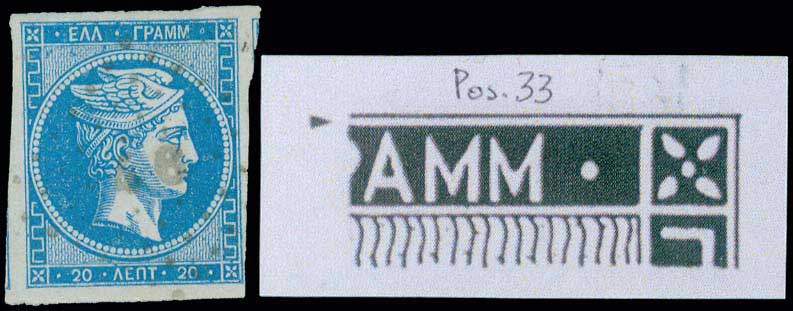 ΕΛΛ · ΓΡΑΜΜ ·
· 20 · ΛΕΠΤ · 20 ·
Pos. 33
ΑΜΜ ·